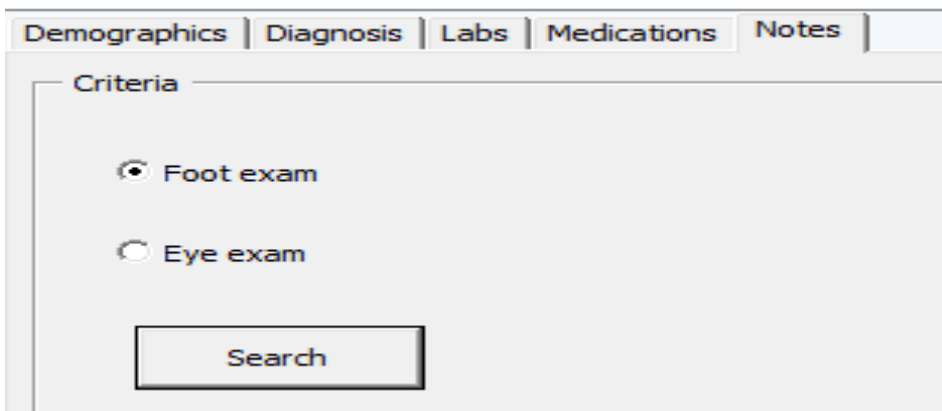 Demographics Diagnosis Labs Medications Notes
Criteria
Foot exam
Eye exam
Search